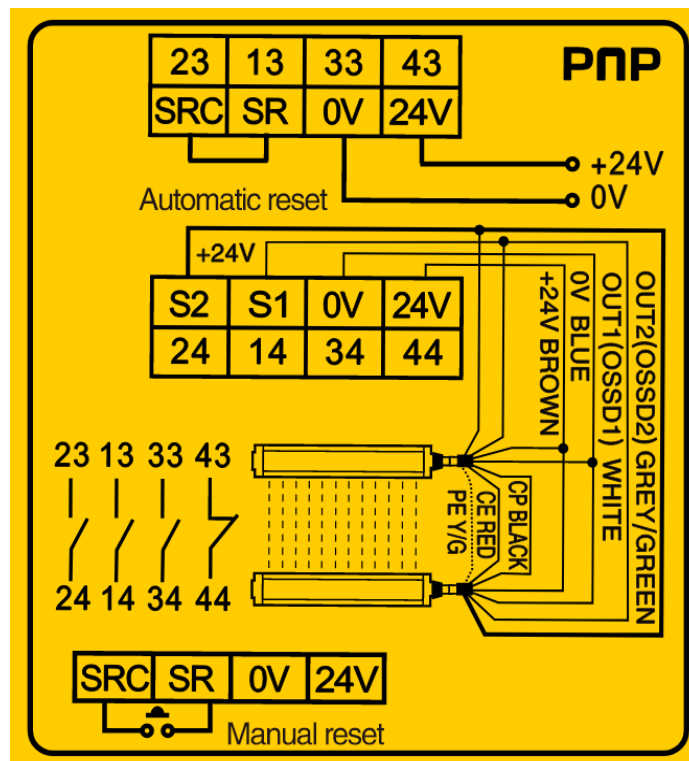 PNP
23 13 33 43
SRC SR 0V 24V
+24V
0V
Automatic reset
+24V
S2 S1 0V 24V
24 14 34 44
OUT2(OSSD2) GREY/GREEN
OUT1(OSSD1) WHITE
0V BLUE
+24V BROWN
23 13 33 43
CP BLACK
CE RED
PE Y/G
24 14 34 44
SRC SR 0V 24V
Manual reset